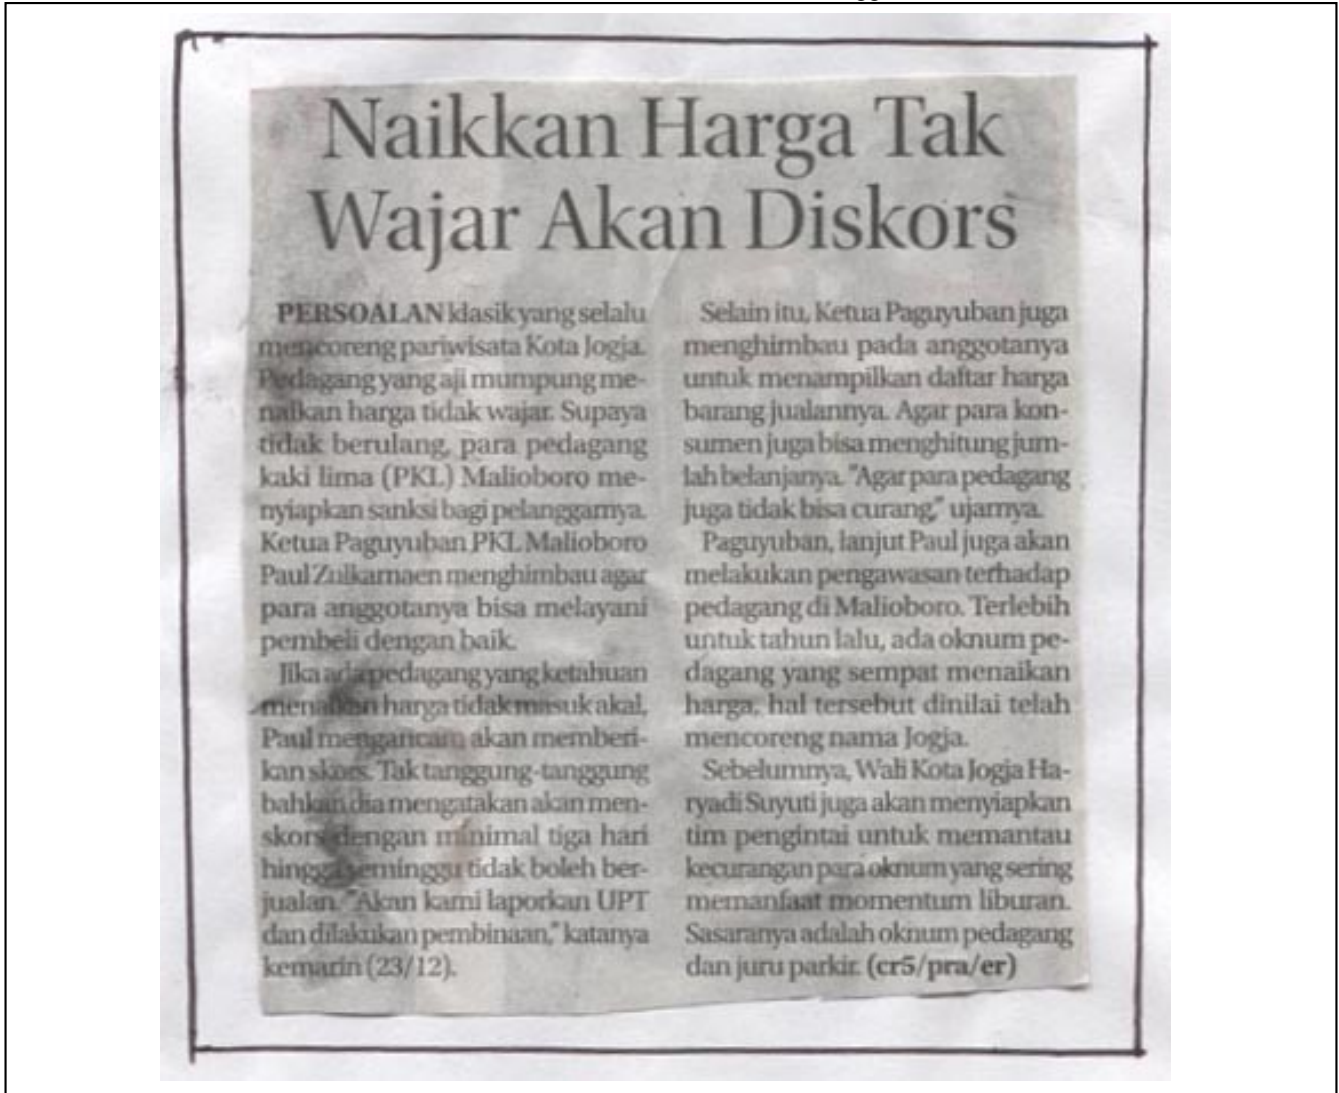 Naikkan Harga Tak
Wajar Akan Diskors
PERSOALAN klasik yang selalu
mencoreng pariwisata Kota Jogja.
Pedagang yang aji mumpung me-
naikan harga tidak wajar. Supaya
tidak berulang, para pedagang
kaki lima (PKL) Malioboro me-
nyiapkan sanksi bagi pelanggarnya.
Ketua Paguyuban PKL Malioboro
Paul Zulkarnaen menghimbau agar
para anggotanya bisa melayani
pembeli dengan baik.
Jika ada pedagang yang ketahuan
menaikan harga tidak masuk akal,
Paul mengancam akan memberi-
kan skors. Tak tanggung-tanggung
bahkan dia mengatakan akan men-
skors dengan minimal tiga hari
hingga seminggu tidak boleh ber-
jualan. "Akan kami laporkan UPT
dan dilakukan pembinaan," katanya
kemarin (23/12).
Selain itu, Ketua Paguyuban juga
menghimbau pada anggotanya
untuk menampilkan daftar harga
barang jualannya. Agar para kon-
sumen juga bisa menghitung jum-
lah belanjanya. "Agar para pedagang
juga tidak bisa curang," ujarnya.
Paguyuban, lanjut Paul juga akan
melakukan pengawasan terhadap
pedagang di Malioboro. Terlebih
untuk tahun lalu, ada oknum pe-
dagang yang sempat menaikan
harga, hal tersebut dinilai telah
mencoreng nama Jogja.
Sebelumnya, Wali Kota Jogja Ha-
ryadi Suyuti juga akan menyiapkan
tim pengintai untuk memantau
kecurangan para oknum yang sering
memanfaat momentum liburan.
Sasaranya adalah oknum pedagang
dan juru parkir. (cr5/pra/er)